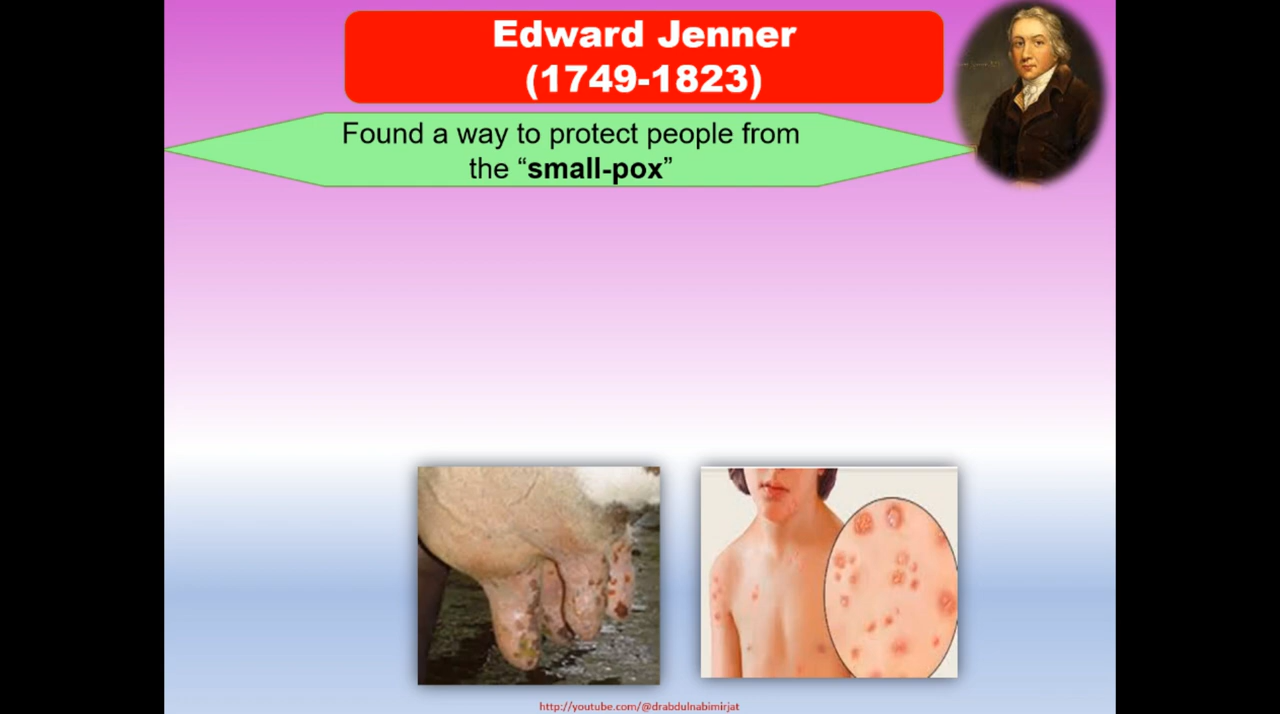 Edward Jenner
(1749-1823)
Found a way to protect people from
the “small-pox”
http://youtube.com/@drabdulnabimirjat